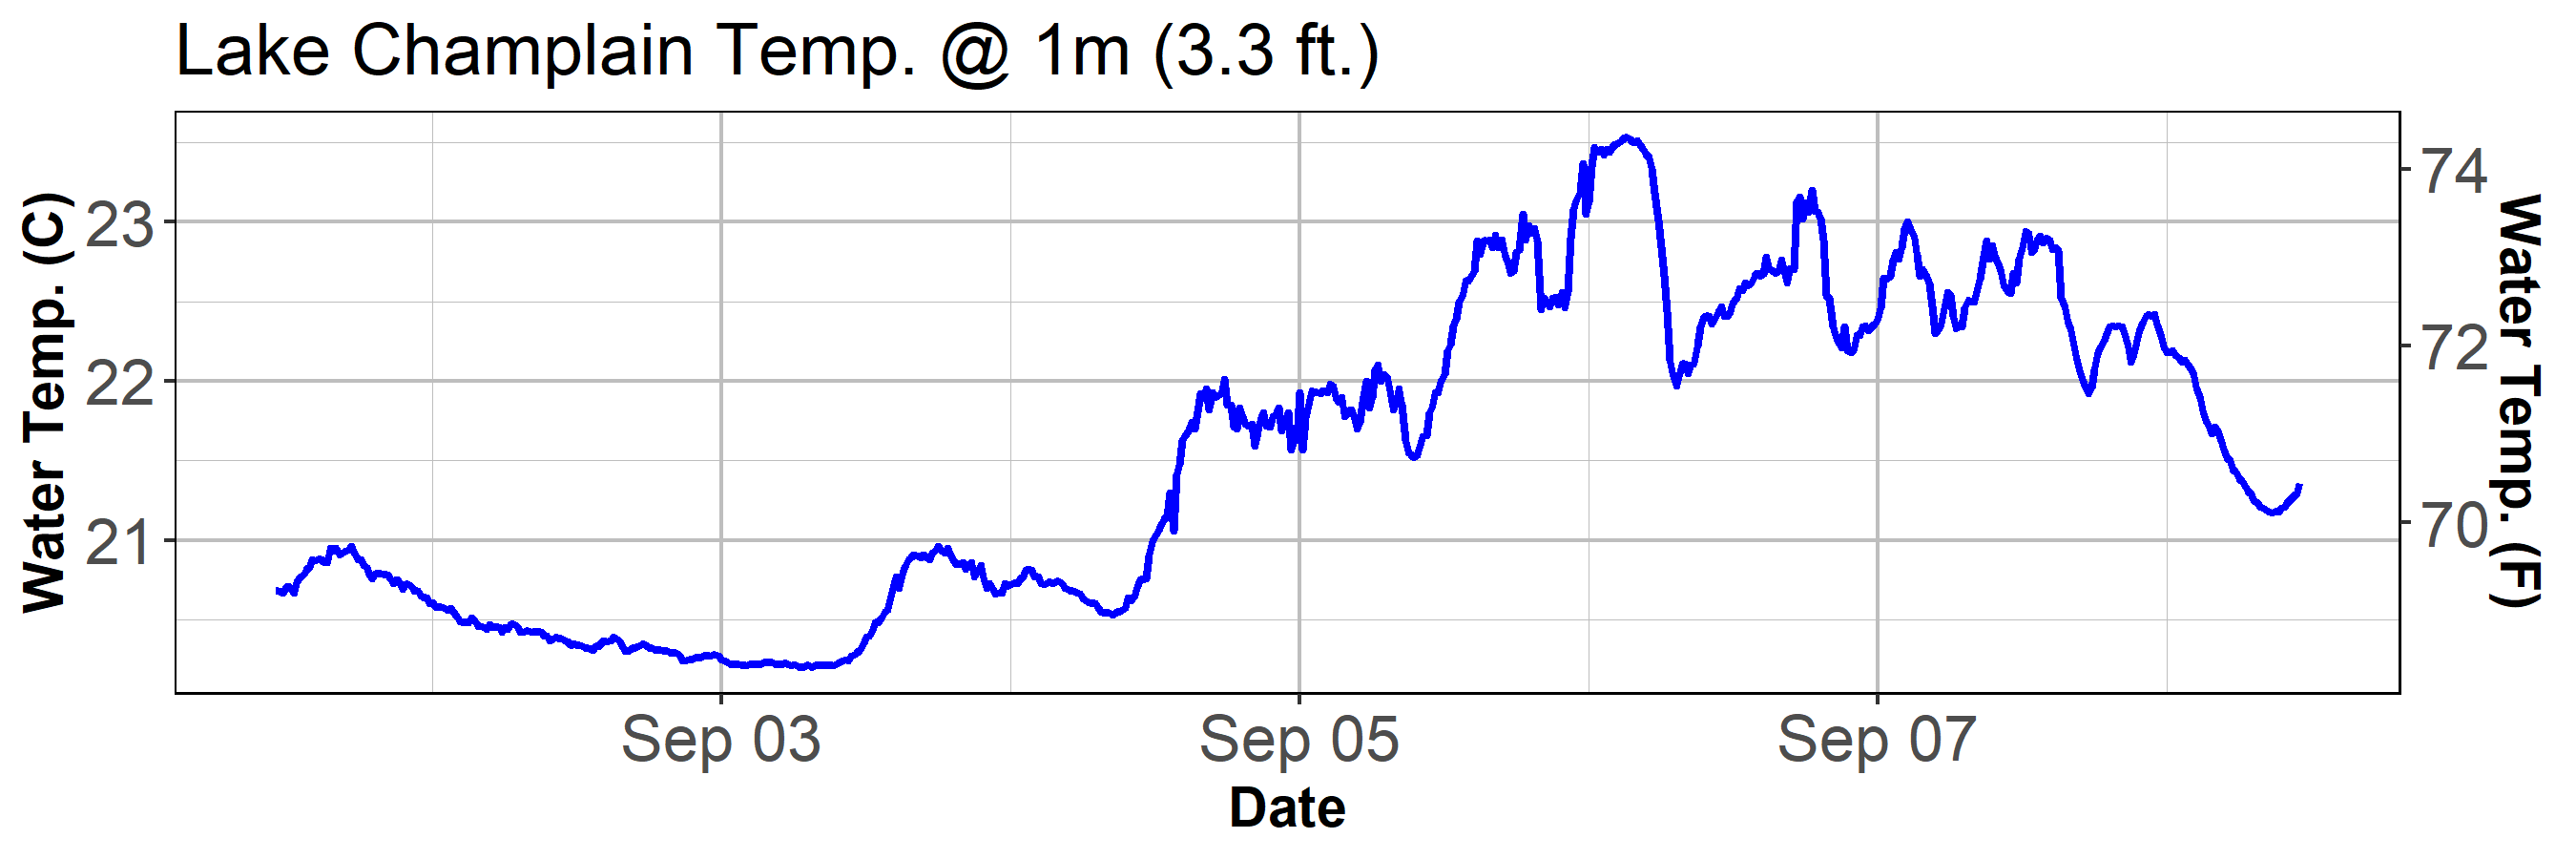 Lake Champlain Temp. @ 1m (3.3 ft.)
Water Temp. (C)
23
22
21
74
72
70
Water Temp. (F)
Sep 03
Sep 05
Sep 07
Date